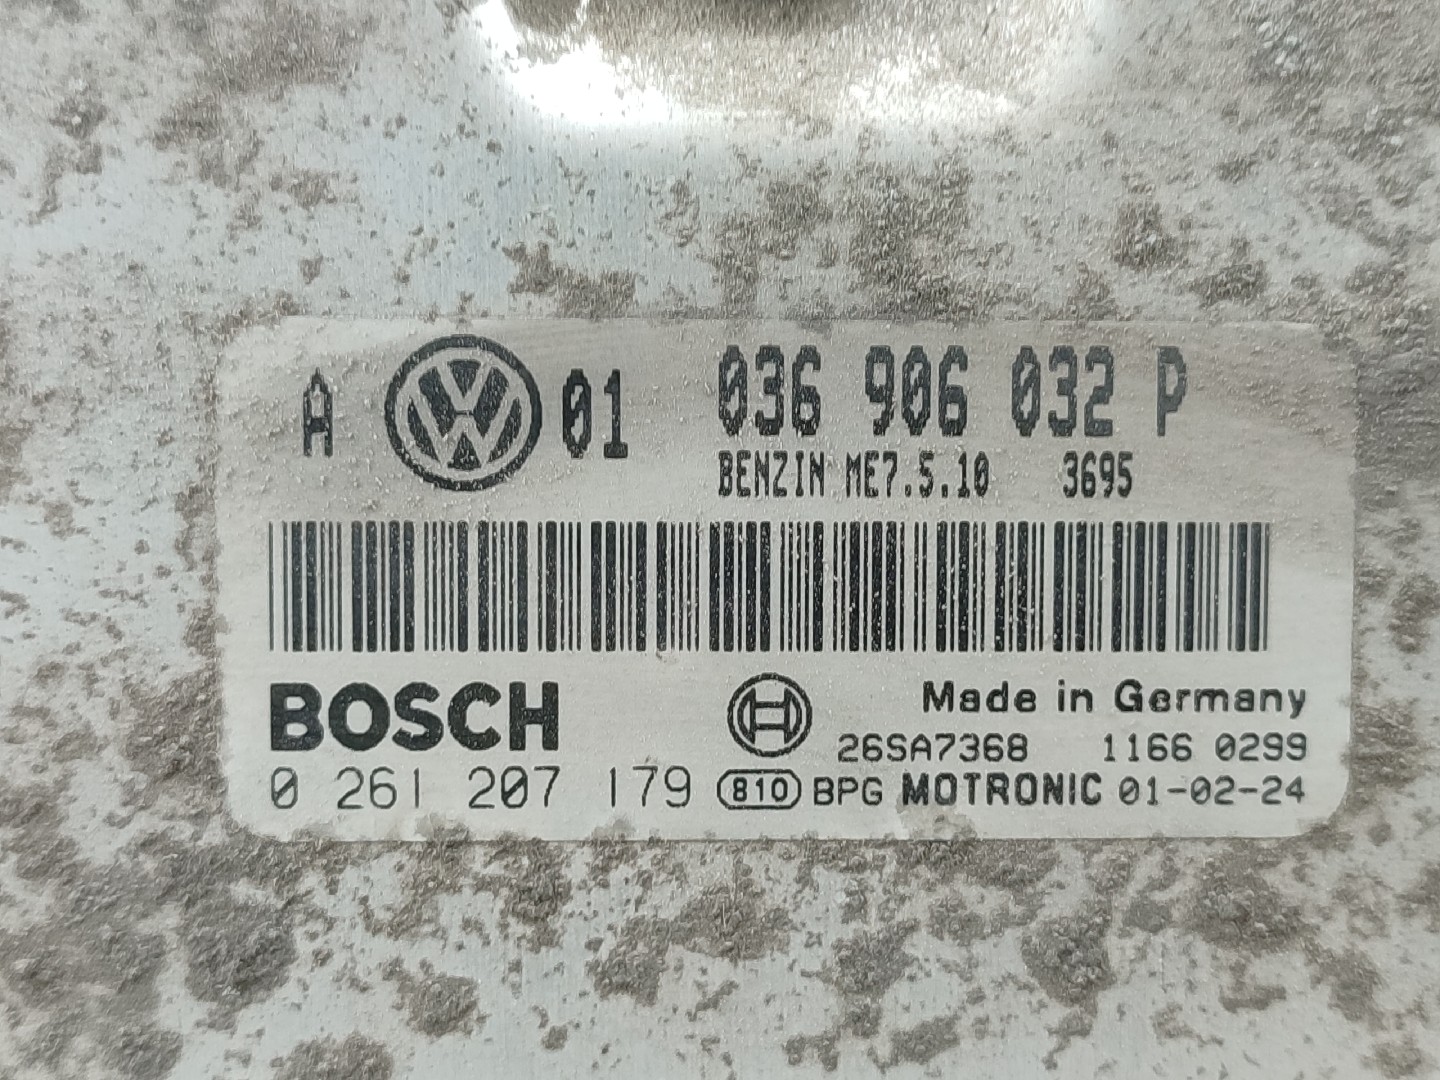 A VW 01 036 906 032 P
BENZIN ME7.5.10 3695
BOSCH
Made in Germany
26SA7368 1166 0299
0 261 207 179 810 BPG MOTRONIC 01-02-24